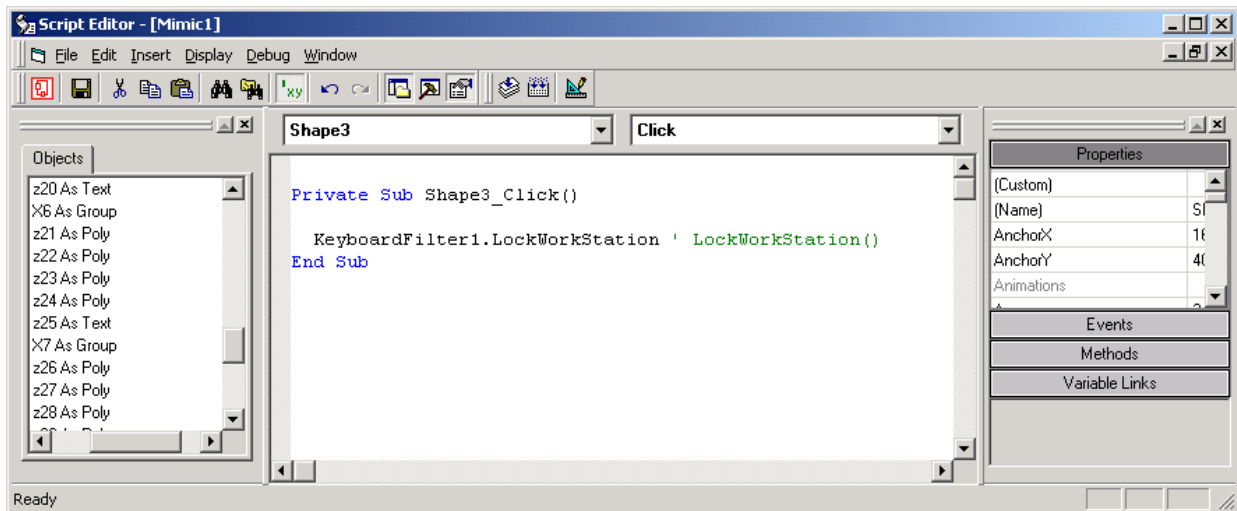 Script Editor - [Mimic1]
File Edit Insert Display Debug Window
'xy
Objects
z20 As Text
X6 As Group
z21 As Poly
z22 As Poly
z23 As Poly
z24 As Poly
z25 As Text
X7 As Group
z26 As Poly
z27 As Poly
z28 As Poly
Shape3 Click
Private Sub Shape3_Click()
KeyboardFilter1.LockWorkStation ' LockWorkStation()
End Sub
Properties
(Custom)
(Name)
AnchorX 16
AnchorY 40
Animations
Events
Methods
Variable Links
Ready